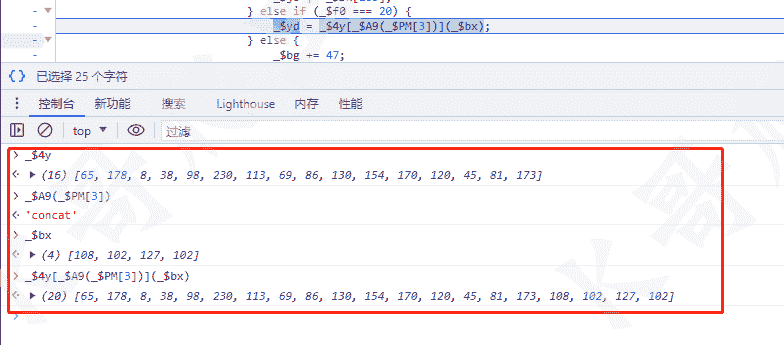 } else if (_$f0 === 20) {
_$yd = _$4y[_$A9(_$PM[3])](_$bx);
} else {
_$bg += 47;
{} 已选择 25 个字符
控制台 新功能 搜索 Lighthouse 内存 性能
top ▼ 过滤
> _$4y
(16) [65, 178, 8, 38, 98, 230, 113, 69, 86, 130, 154, 170, 120, 45, 81, 173]
> _$A9(_$PM[3])
'concat'
> _$bx
(4) [108, 102, 127, 102]
> _$4y[_$A9(_$PM[3])](_$bx)
(20) [65, 178, 8, 38, 98, 230, 113, 69, 86, 130, 154, 170, 120, 45, 81, 173, 108, 102, 127, 102]
>